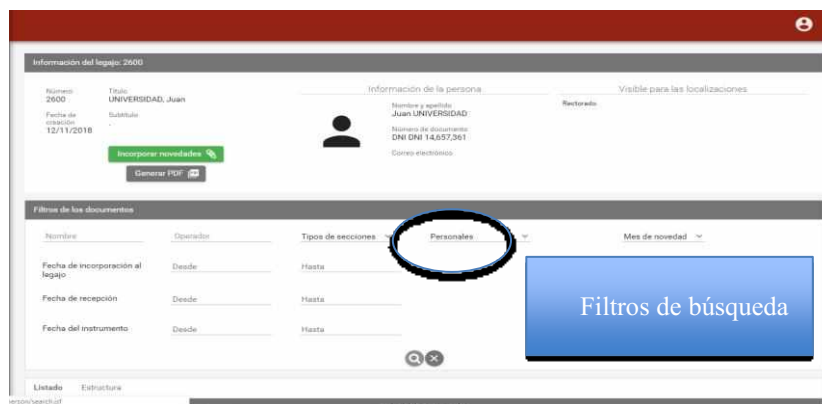 Información del legajo: 2600
Número
2600
Título
UNIVERSIDAD, Juan
Fecha de creación
12/11/2018
Subtítulo
-
Incorporar novedades
Generar PDF
Información de la persona
Nombre y apellido
Juan UNIVERSIDAD
Número de documento
DNI DNI 14,657,361
Correo electrónico
Visible para las localizaciones
Rectorado
Filtros de los documentos
Nombre Operador Tipos de secciones Personales Mes de novedad
Fecha de incorporación al legajo Desde Hasta
Fecha de recepción Desde Hasta
Fecha del instrumento Desde Hasta
Filtros de búsqueda
Listado Estructura
person/search.jsf